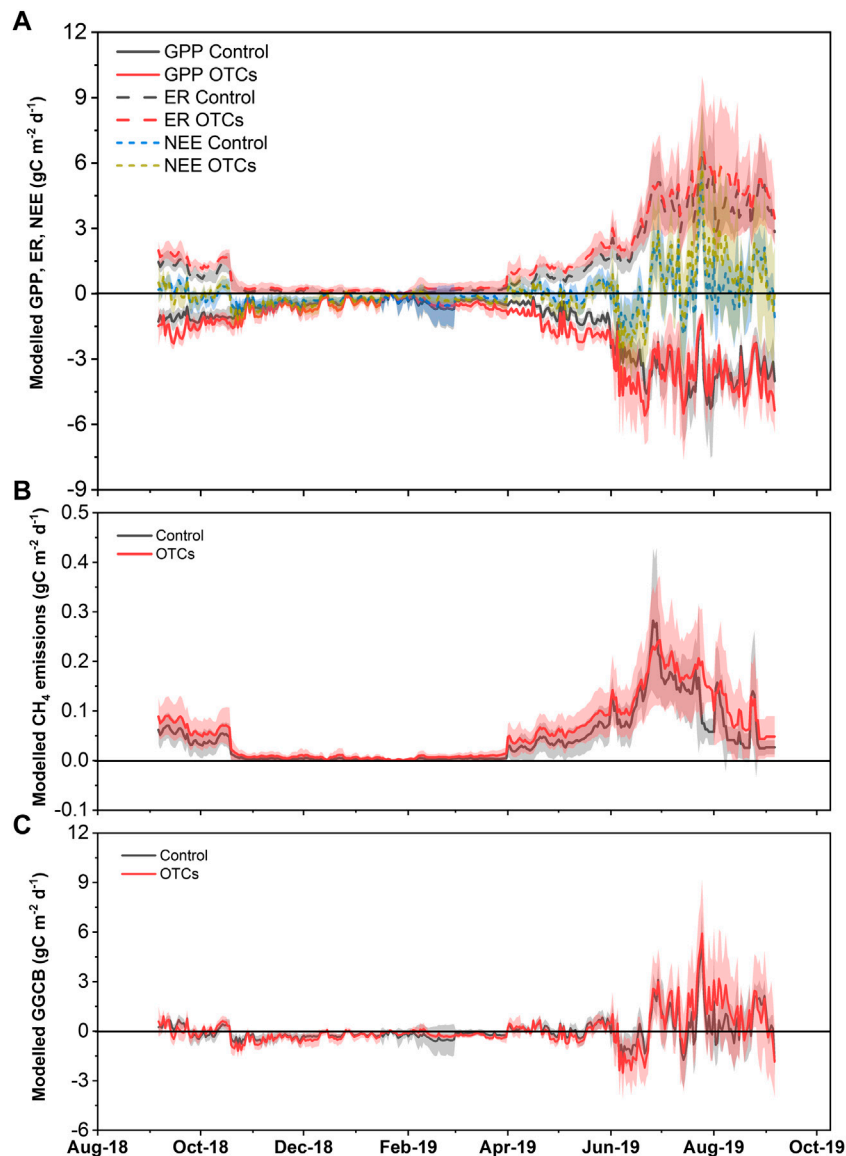 A
Modelled GPP, ER, NEE (gC m⁻² d⁻¹)
12
9
6
3
0
-3
-6
-9
GPP Control
GPP OTCs
ER Control
ER OTCs
NEE Control
NEE OTCs
B
Modelled CH₄ emissions (gC m⁻² d⁻¹)
0.5
0.4
0.3
0.2
0.1
0.0
-0.1
Control
OTCs
C
Modelled GGCB (gC m⁻² d⁻¹)
12
9
6
3
0
-3
-6
Control
OTCs
Aug-18 Oct-18 Dec-18 Feb-19 Apr-19 Jun-19 Aug-19 Oct-19